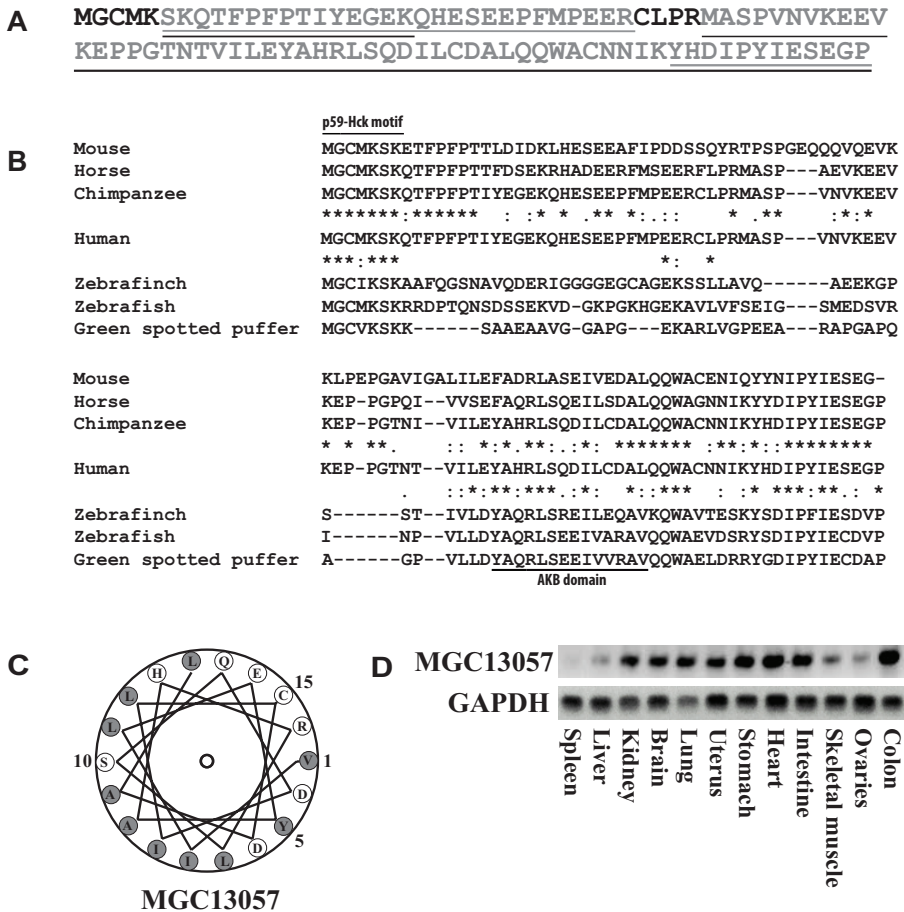 A
MGCMKSKQTFPFPTIYEGEKQHESEEPFMPEERCLPRMASPVNVKEEV
KEPPGTNTVILEYAHRLSQDILCDALQQWACNNIKYHDIPYIESEGP
B
p59-Hck motif
Mouse MGCMKSKETFPFPTTLDIDKLHESEEAFIPDDSSQYRTPSPGEQQQVQEVK
Horse MGCMKSKQTFPFPTTFDSEKRHADEERFMSEERFLPRMASP---AEVKEEV
Chimpanzee MGCMKSKQTFPFPTIYEGEKQHESEEPFMPEERCLPRMASP---VNVKEEV
*******:****** : :* * .** *:.:: * .** :*:*
Human MGCMKSKQTFPFPTIYEGEKQHESEEPFMPEERCLPRMASP---VNVKEEV
***:*** *: *
Zebrafinch MGCIKSKAAFQGSNAVQDERIGGGGEGCAGEKSSLLAVQ-----AEEKGP
Zebrafish MGCMKSKRRDPTQNSDSSEKVD-GKPGKHGEKAVLVFSEIG---SMEDSVR
Green spotted puffer MGCVKSKK------SAAEAAVG-GAPG---EKARLVGPEEA---RAPGAPQ
Mouse KLPEPGAVIGALILEFADRLASEIVEDALQQWACENIQYYNIPYIESEG-
Horse KEP-PGPQI--VVSEFAQRLSQEILSDALQQWAGNNIKYYDIPYIESEGP
Chimpanzee KEP-PGTNI--VILEYAHRLSQDILCDALQQWACNNIKYHDIPYIESEGP
* * ** . :: *:*.**:.:*: ******* :**:*::*********
Human KEP-PGTNT--VILEYAHRLSQDILCDALQQWACNNIKYHDIPYIESEGP
. ::*:**.***.:*: *:*** : :**.****:**.: *
Zebrafinch S------ST--IVLDYAQRLSREILEQAVKQWAVTESKYSDIPFIESDVP
Zebrafish I------NP--VLLDYAQRLSEEIVARAVQQWAEVDSRYSDIPYIECDVP
Green spotted puffer A------GP--VLLDYAQRLSEEIVVRAVQQWAELDRRYGDIPYIECDAP
AKB domain
C
L Q
H E
15
L C
L R
10 S V 1
A D
A Y 5
I I L D
MGC13057
D
MGC13057
GAPDH
Spleen
Liver
Kidney
Brain
Lung
Uterus
Stomach
Heart
Intestine
Skeletal muscle
Ovaries
Colon